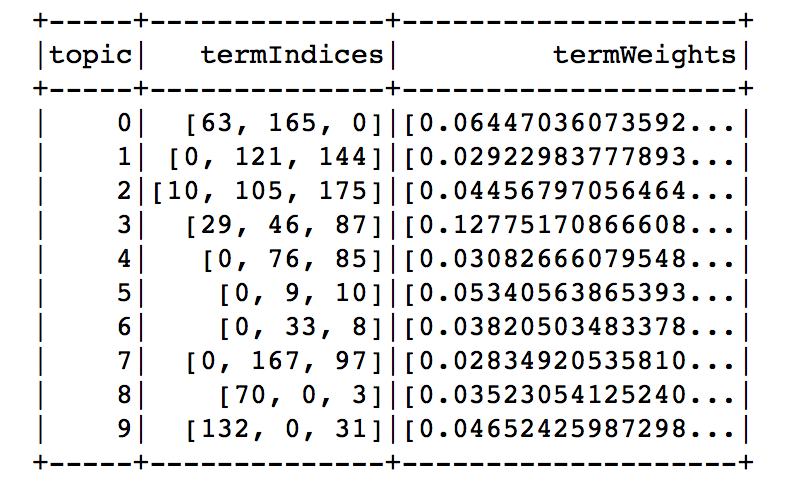 +-----+--------------+--------------------+
|topic|   termIndices|         termWeights|
+-----+--------------+--------------------+
|    0|  [63, 165, 0]|[0.06447036073592...|
|    1| [0, 121, 144]|[0.02922983777893...|
|    2|[10, 105, 175]|[0.04456797056464...|
|    3|  [29, 46, 87]|[0.12775170866608...|
|    4|   [0, 76, 85]|[0.03082666079548...|
|    5|    [0, 9, 10]|[0.05340563865393...|
|    6|    [0, 33, 8]|[0.03820503483378...|
|    7|  [0, 167, 97]|[0.02834920535810...|
|    8|    [70, 0, 3]|[0.03523054125240...|
|    9|  [132, 0, 31]|[0.04652425987298...|
+-----+--------------+--------------------+